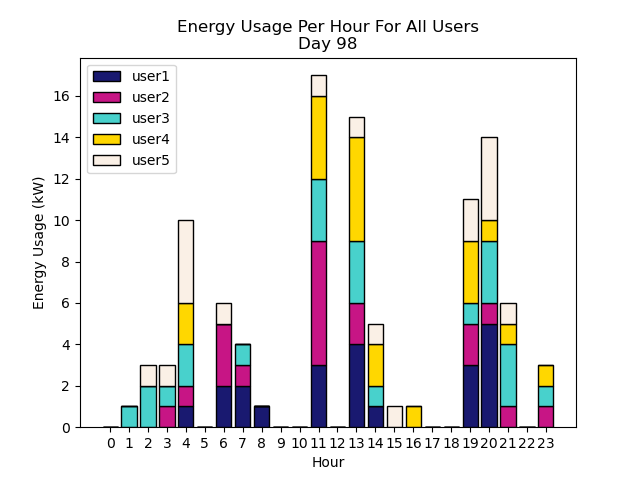 Energy Usage Per Hour For All Users
Day 98
user1
user2
user3
user4
user5
Energy Usage (kW)
16
14
12
10
8
6
4
2
0
0 1 2 3 4 5 6 7 8 9 10 11 12 13 14 15 16 17 18 19 20 21 22 23
Hour